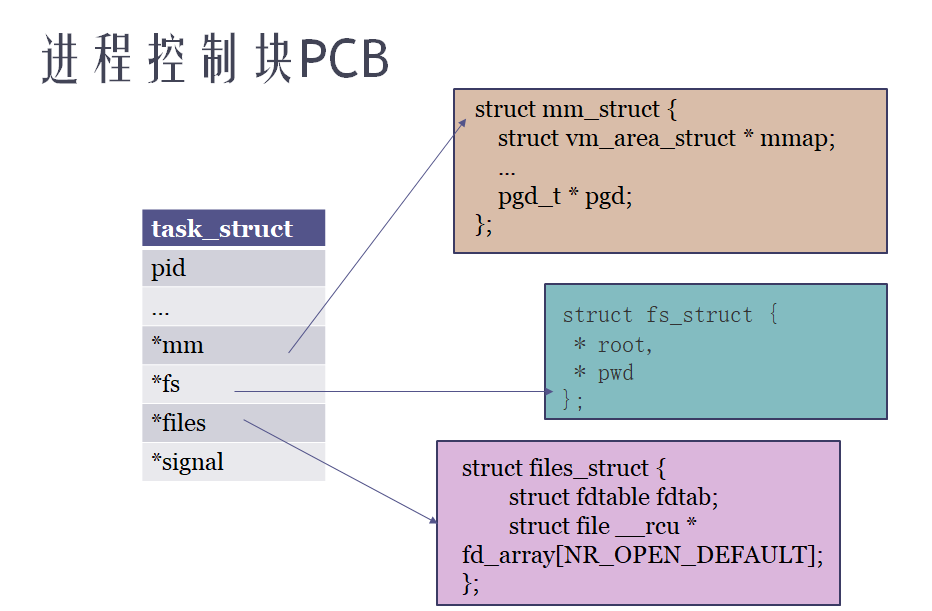 进程控制块PCB
task_struct
pid
...
*mm
*fs
*files
*signal
struct mm_struct {
struct vm_area_struct * mmap;
...
pgd_t * pgd;
};
struct fs_struct {
* root,
* pwd
};
struct files_struct {
struct fdtable fdtab;
struct file __rcu *
fd_array[NR_OPEN_DEFAULT];
};